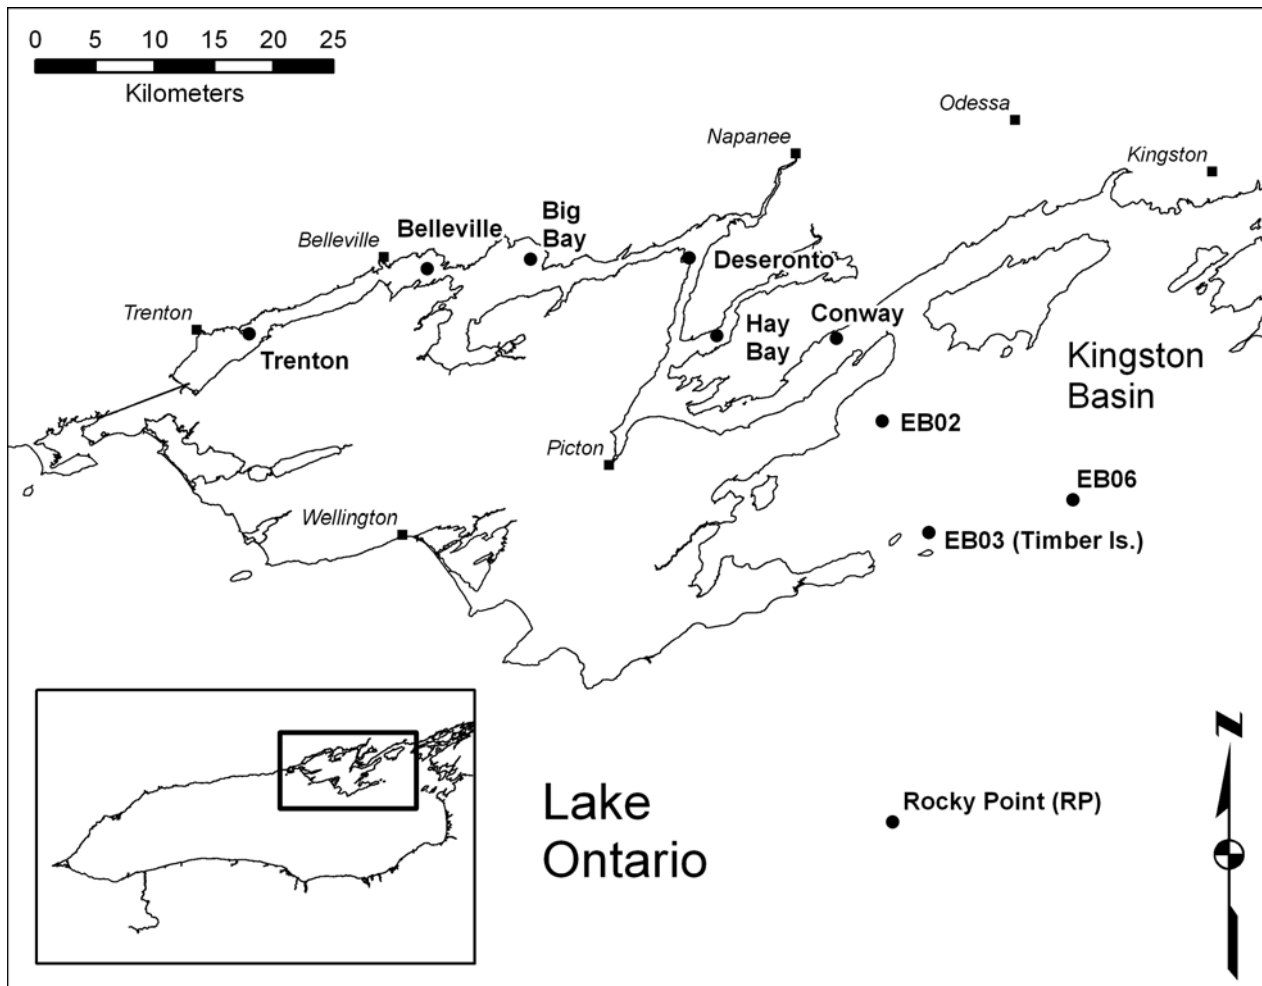 0 5 10 15 20 25
Kilometers
Odessa
Napanee
Kingston
Big
Bay
Belleville
Belleville
Deseronto
Trenton
Trenton
Hay
Bay
Conway
Kingston
Basin
EB02
Picton
EB06
Wellington
EB03 (Timber Is.)
N
Lake
Ontario
Rocky Point (RP)